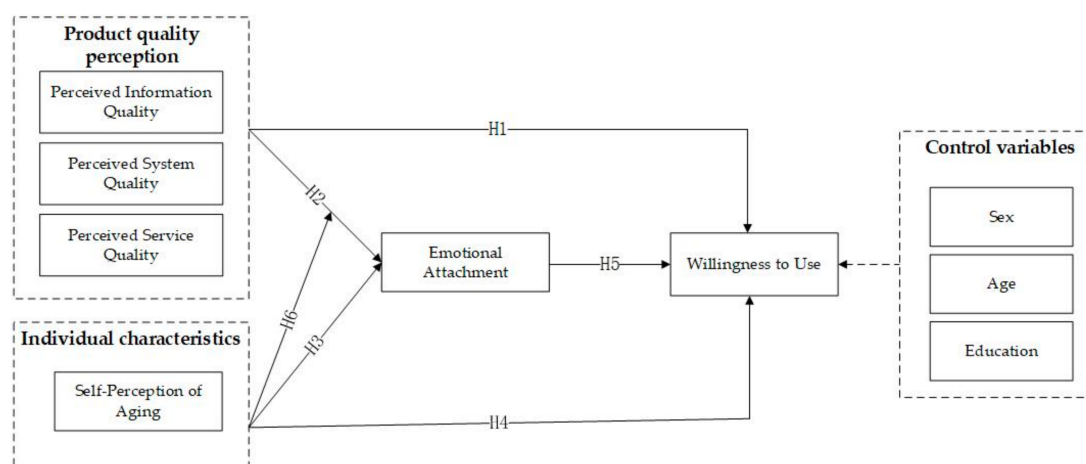 Product quality
perception
Perceived Information
Quality
Perceived System
Quality
Perceived Service
Quality
Individual characteristics
Self-Perception of
Aging
H1
H2
H6
H3
H4
Emotional
Attachment
H5
Willingness to Use
Control variables
Sex
Age
Education